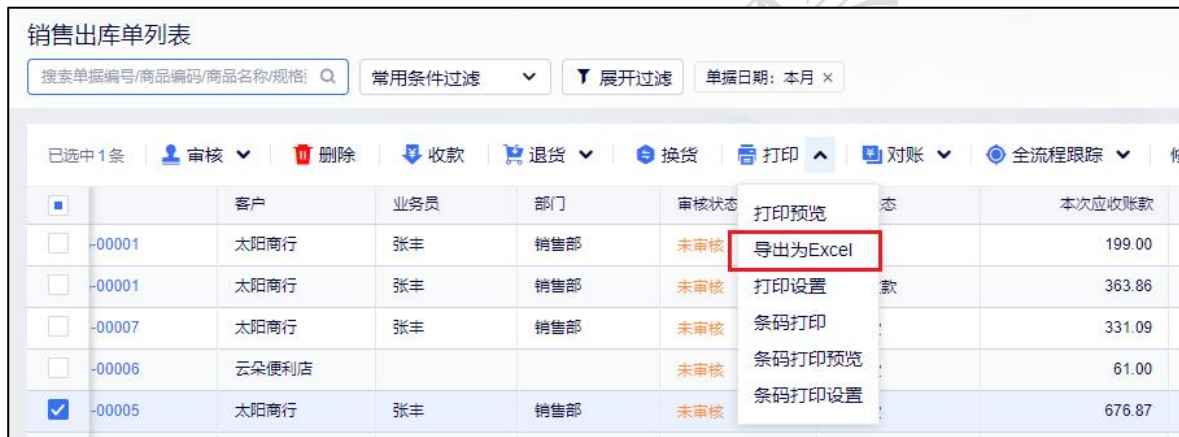 销售出库单列表
搜索单据编号/商品编码/商品名称/规格 常用条件过滤 展开过滤 单据日期：本月 ×
已选中1条 审核 删除 收款 退货 换货 打印 对账 全流程跟踪
客户 业务员 部门 审核状态 态 本次应收账款
-00001 太阳商行 张丰 销售部 未审核 199.00
-00001 太阳商行 张丰 销售部 未审核 款 363.86
-00007 太阳商行 张丰 销售部 未审核 331.09
-00006 云朵便利店 未审核 61.00
-00005 太阳商行 张丰 销售部 未审核 676.87
打印预览
导出为Excel
打印设置
条码打印
条码打印预览
条码打印设置